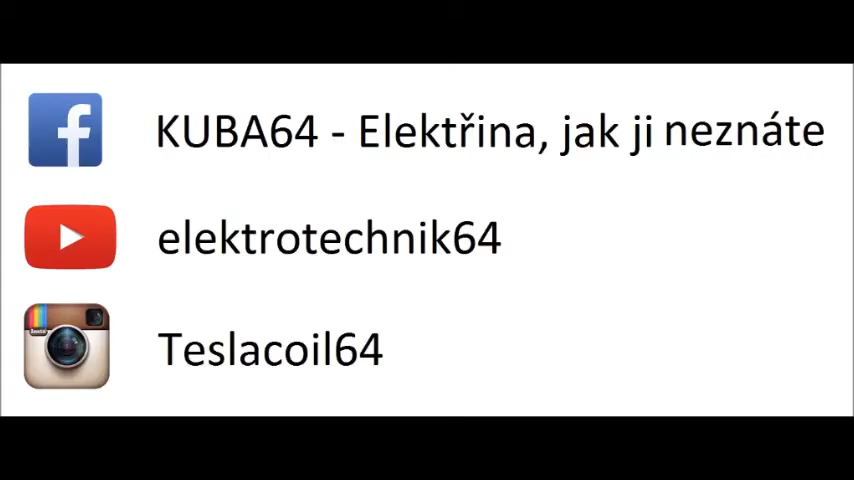 KUBA64 - Elektřina, jak ji neznáte
elektrotechnik64
Teslacoil64